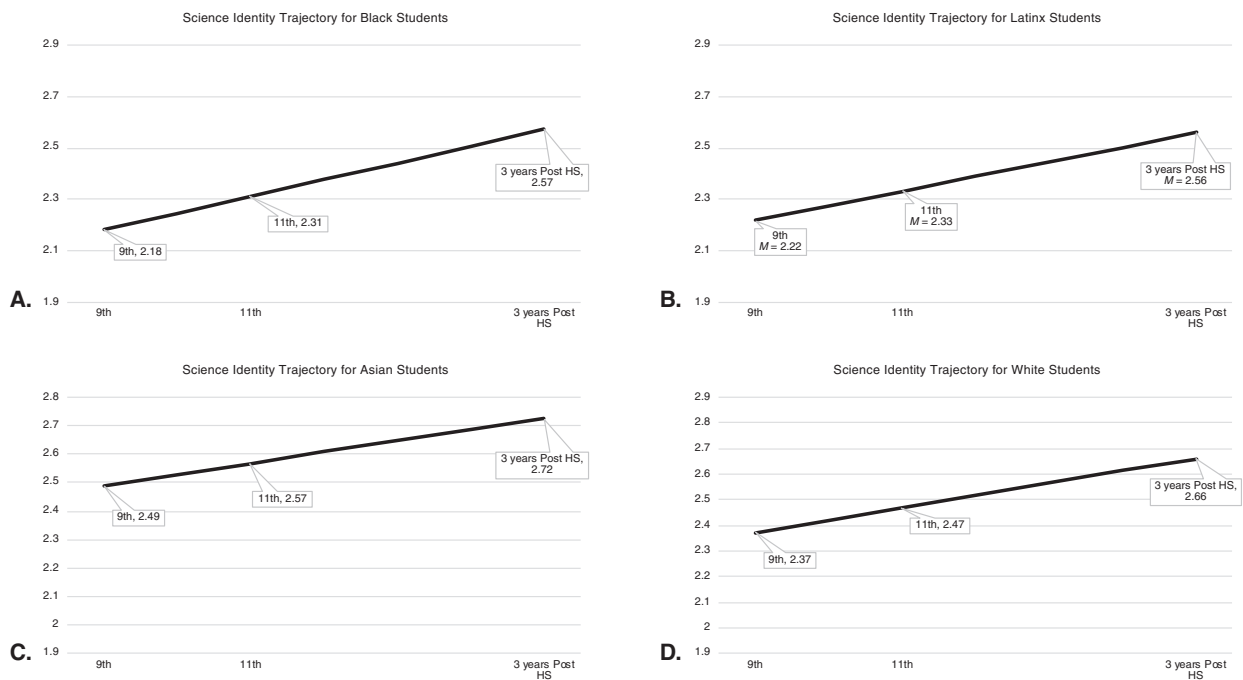 Science Identity Trajectory for Black Students
2.9
2.7
2.5
2.3
2.1
1.9
9th, 2.18
11th, 2.31
3 years Post HS,
2.57
9th
11th
3 years Post
HS
A.
Science Identity Trajectory for Latinx Students
2.9
2.7
2.5
2.3
2.1
1.9
9th
M = 2.22
11th
M = 2.33
3 years Post HS
M = 2.56
9th
11th
3 years Post
HS
B.
Science Identity Trajectory for Asian Students
2.8
2.7
2.6
2.5
2.4
2.3
2.2
2.1
2
1.9
9th, 2.49
11th, 2.57
3 years Post HS,
2.72
9th
11th
3 years Post
HS
C.
Science Identity Trajectory for White Students
2.9
2.8
2.7
2.6
2.5
2.4
2.3
2.2
2.1
2
1.9
9th, 2.37
11th, 2.47
3 years Post HS,
2.66
9th
11th
3 years Post
HS
D.